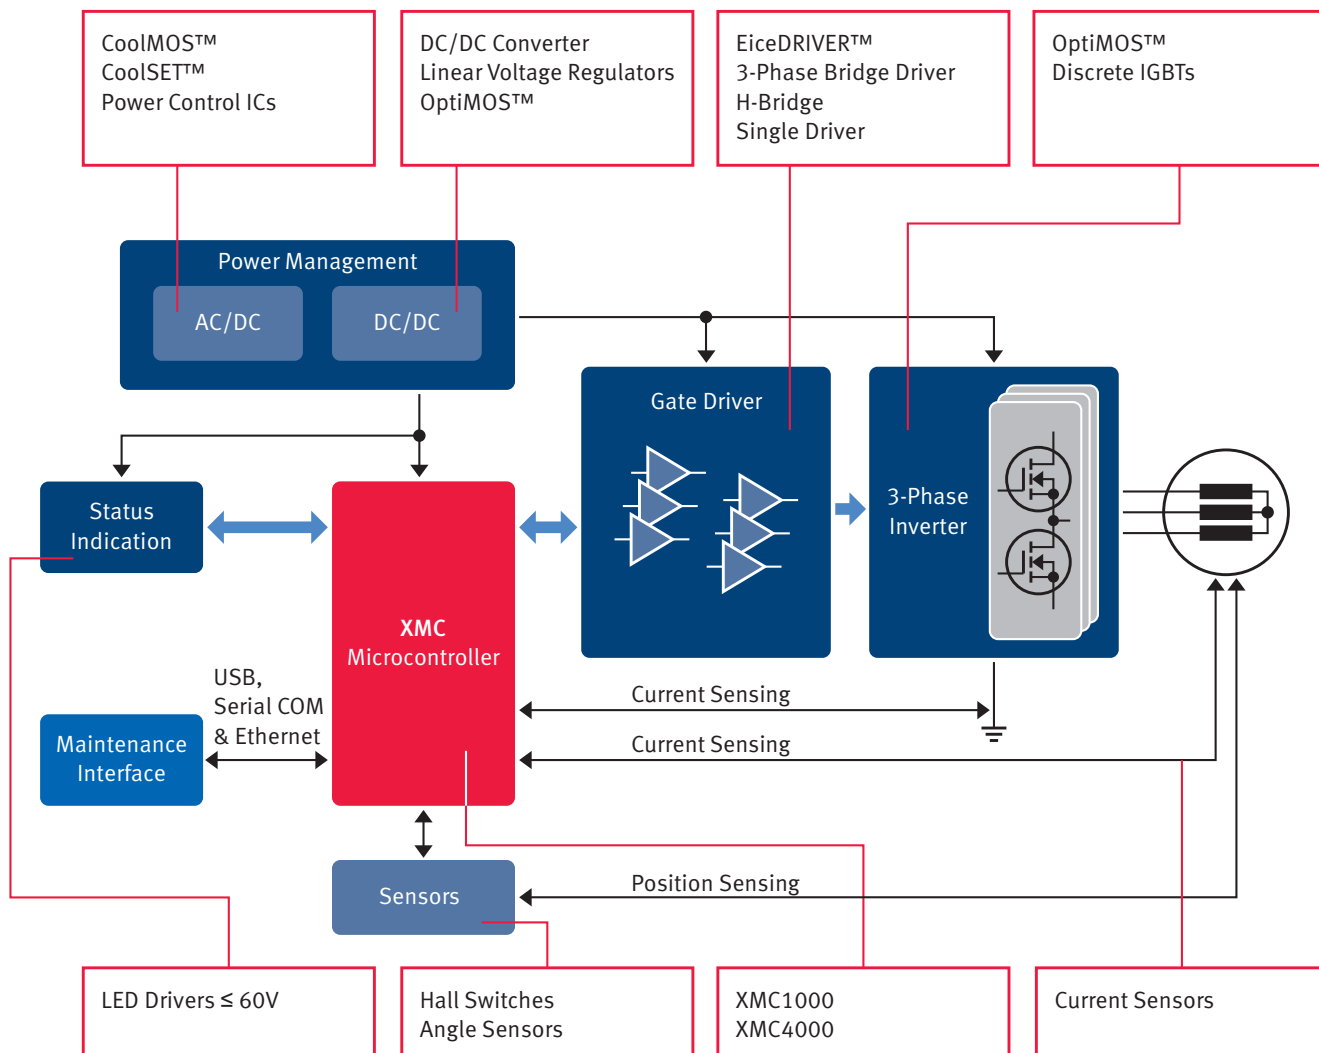 CoolMOS™
CoolSET™
Power Control ICs
DC/DC Converter
Linear Voltage Regulators
OptiMOS™
EiceDRIVER™
3-Phase Bridge Driver
H-Bridge
Single Driver
OptiMOS™
Discrete IGBTs
Power Management
AC/DC
DC/DC
Gate Driver
3-Phase
Inverter
Status
Indication
XMC
Microcontroller
USB,
Serial COM
& Ethernet
Maintenance
Interface
Current Sensing
Current Sensing
Sensors
Position Sensing
LED Drivers ≤ 60V
Hall Switches
Angle Sensors
XMC1000
XMC4000
Current Sensors